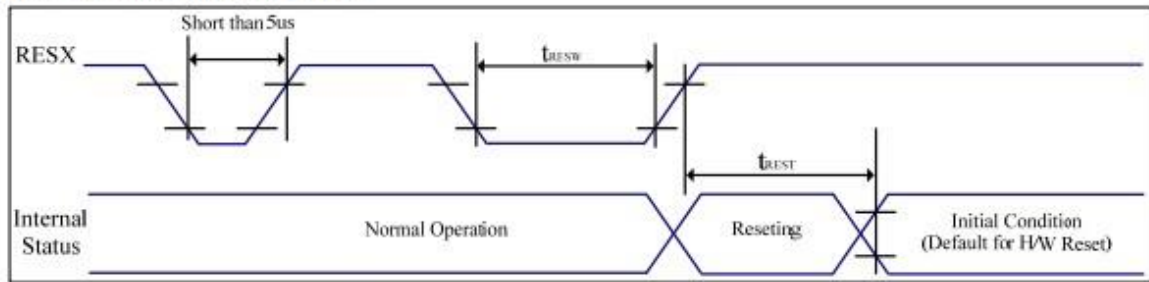 Short than 5us
RESX
tRESW
tREST
Internal
Status
Normal Operation
Reseting
Initial Condition
(Default for H/W Reset)